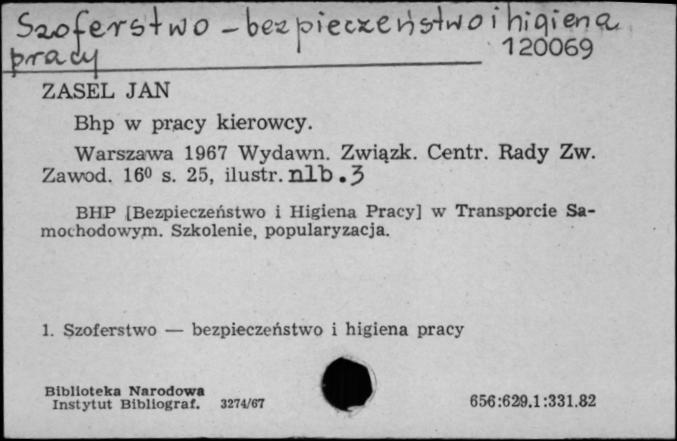 Szoferstwo - bezpieczeństwo i higiena
pracy
120069
ZASEL JAN
Bhp w pracy kierowcy.
Warszawa 1967 Wydawn. Związk. Centr. Rady Zw.
Zawod. 16⁰ s. 25, ilustr. nlb. 3
BHP [Bezpieczeństwo i Higiena Pracy] w Transporcie Sa-
mochodowym. Szkolenie, popularyzacja.
1. Szoferstwo — bezpieczeństwo i higiena pracy
Biblioteka Narodowa
Instytut Bibliograf. 3274/67
656:629.1:331.82